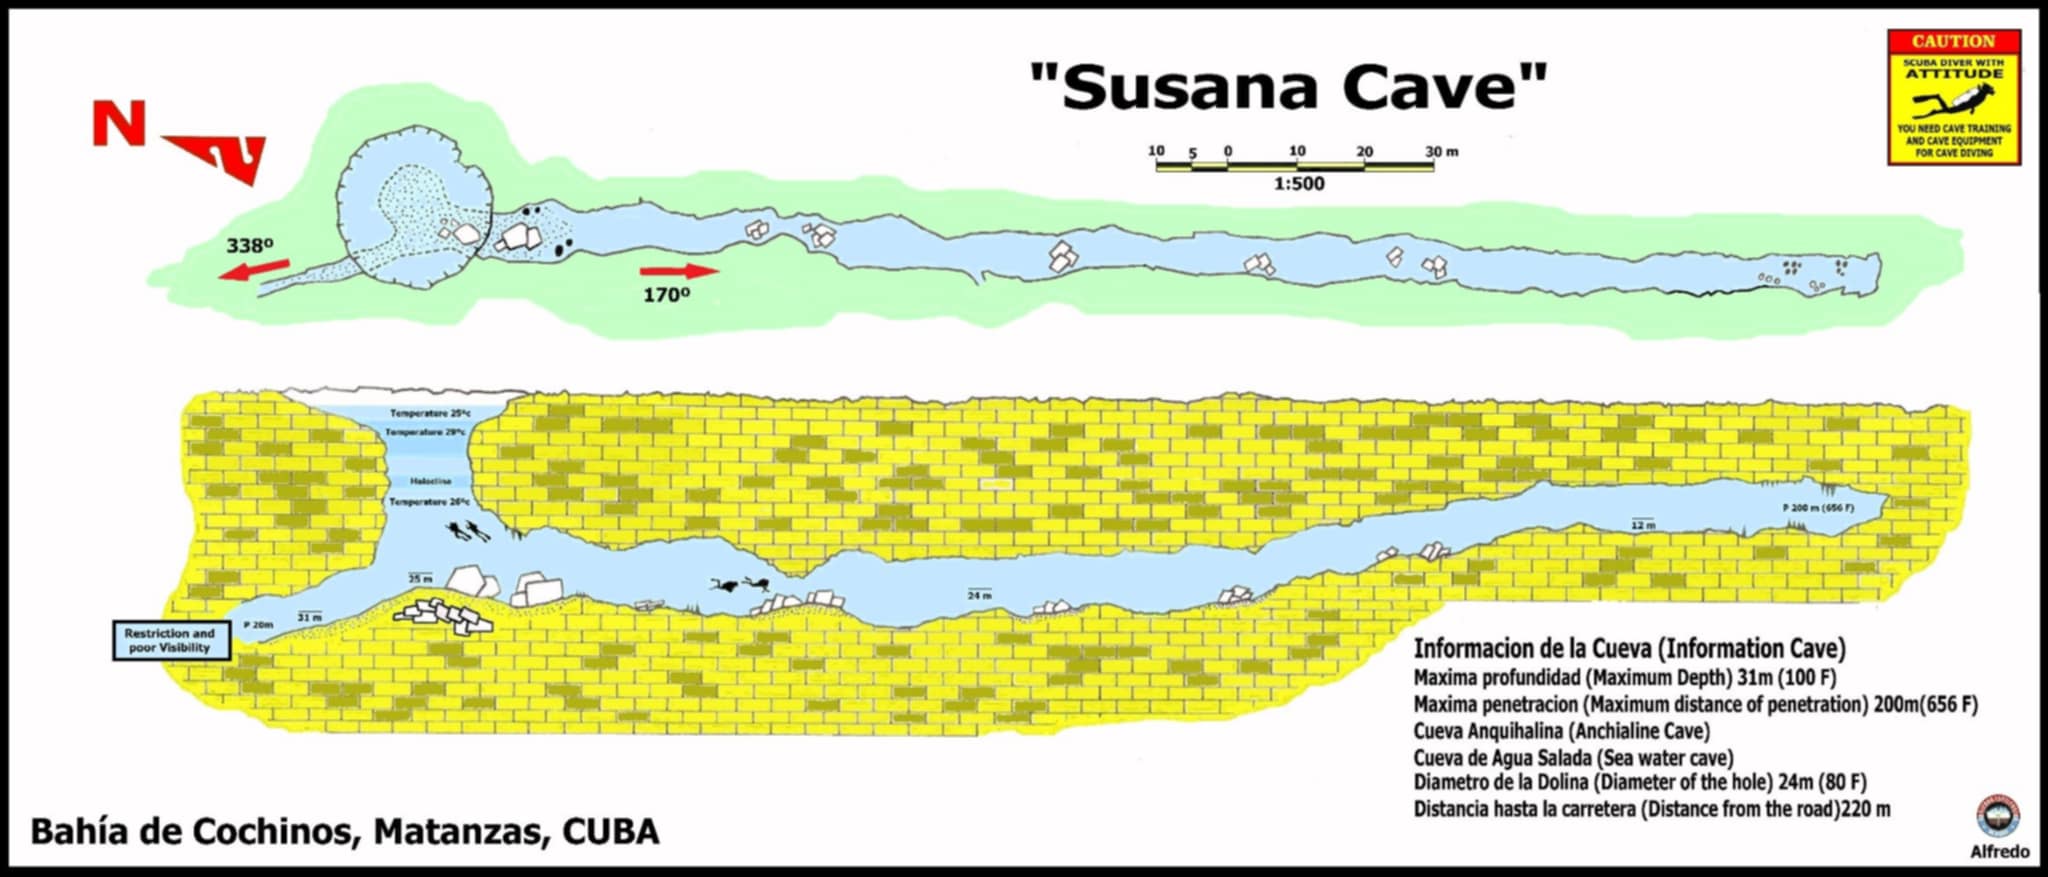 "Susana Cave"
CAUTION
SCUBA DIVER WITH
ATTITUDE
YOU NEED CAVE TRAINING
AND CAVE EQUIPMENT
FOR CAVE DIVING
N
10 5 0 10 20 30 m
1:500
338º
170º
Temperature 25ºc
Temperature 29ºc
Haloclina
Temperature 26ºc
25 m
31 m
P 20m
Restriction and
poor Visibility
24 m
12 m
P 200 m (656 F)
Informacion de la Cueva (Information Cave)
Maxima profundidad (Maximum Depth) 31m (100 F)
Maxima penetracion (Maximum distance of penetration) 200m(656 F)
Cueva Anquihalina (Anchialine Cave)
Cueva de Agua Salada (Sea water cave)
Diametro de la Dolina (Diameter of the hole) 24m (80 F)
Distancia hasta la carretera (Distance from the road)220 m
Bahía de Cochinos, Matanzas, CUBA
Alfredo